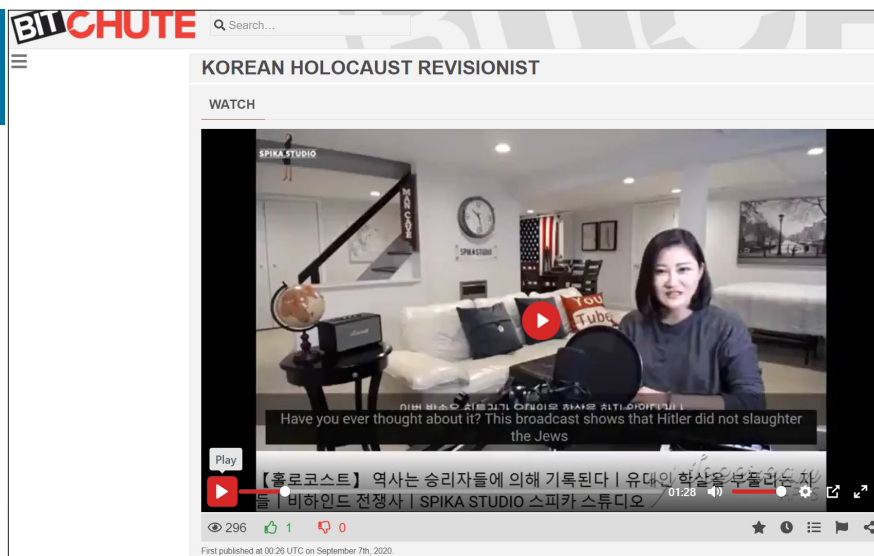 BITCHUTE
Search...
KOREAN HOLOCAUST REVISIONIST
WATCH
SPIKA STUDIO
MAN CAVE
SPIKA STUDIO
YOU
Tube
Marshall
Have you ever thought about it? This broadcast shows that Hitler did not slaughter
the Jews
Play
【홀로코스트】 역사는 승리자들에 의해 기록된다 | 유대인 학살을 부풀리는 자
들 | 비하인드 전쟁사 | SPIKA STUDIO 스피카 스튜디오
01:28
296
1
0
First published at 00:26 UTC on September 7th, 2020.